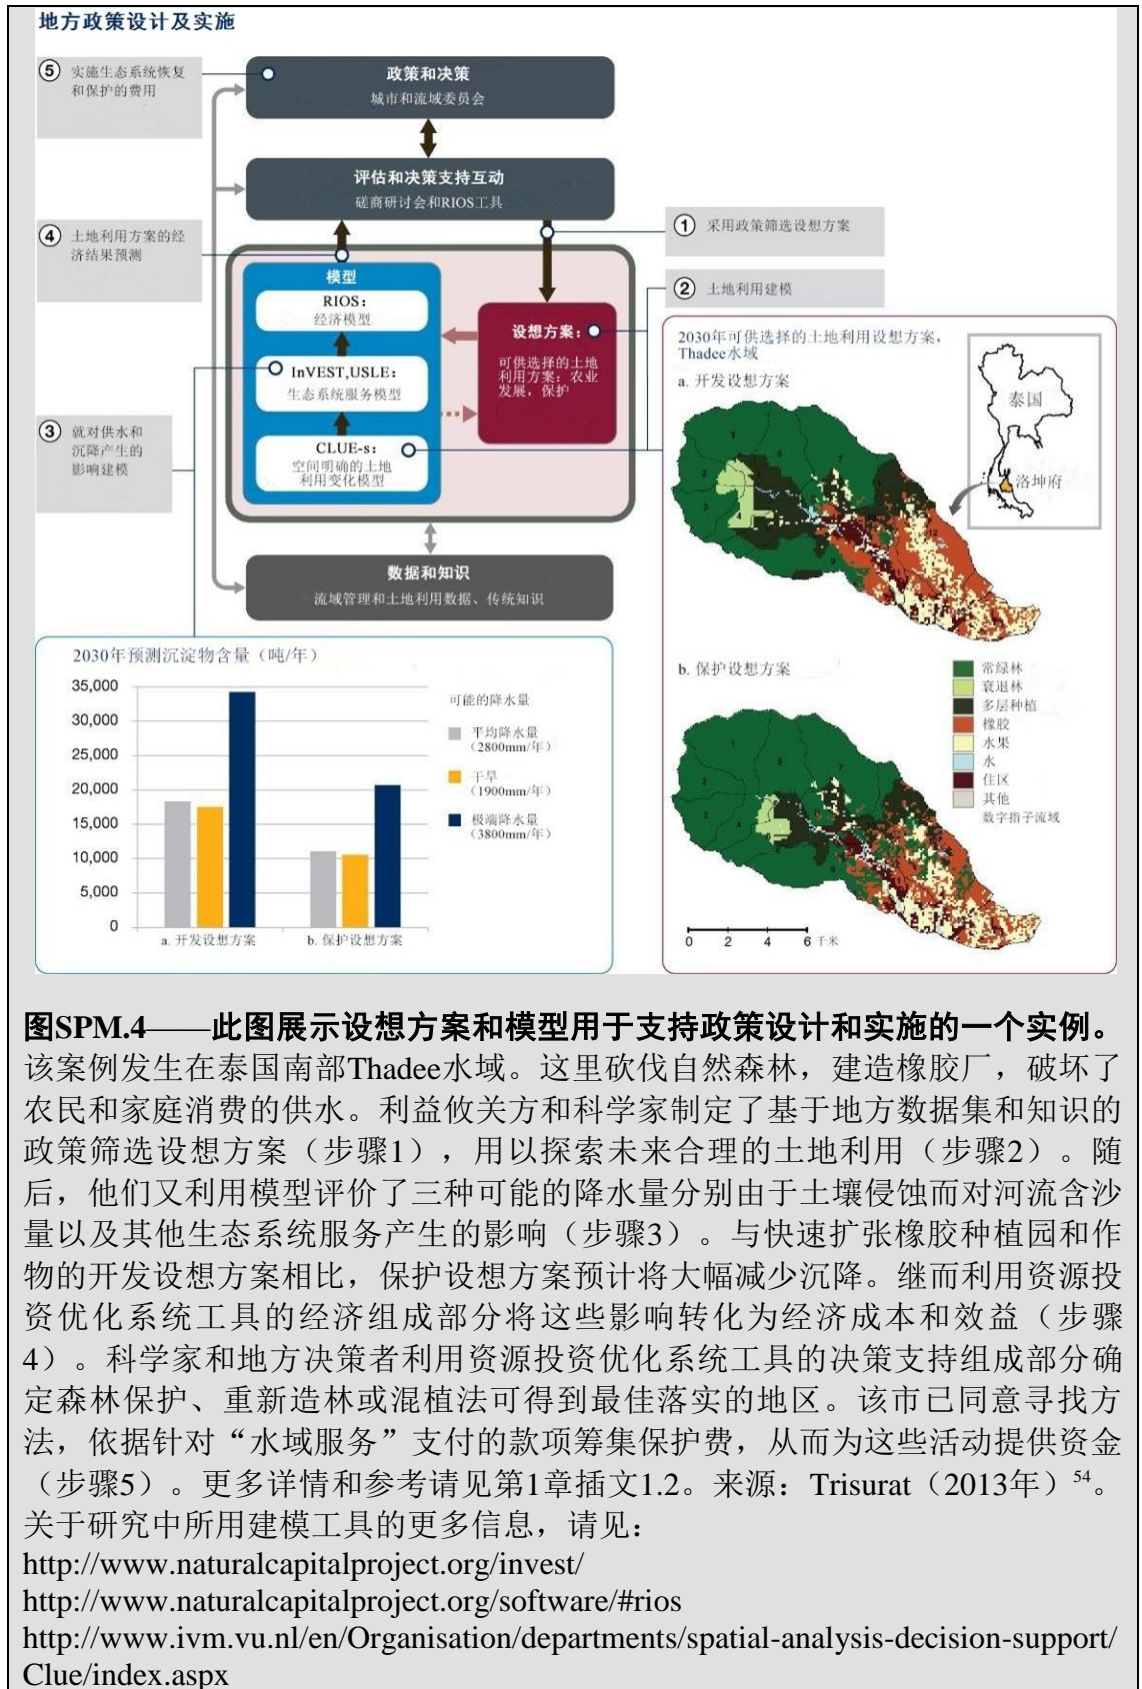 地方政策设计及实施
⑤ 实施生态系统恢复
和保护的费用
政策和决策
城市和流域委员会
评估和决策支持互动
磋商研讨会和RIOS工具
① 采用政策筛选设想方案
④ 土地利用方案的经
济结果预测
② 土地利用建模
模型
RIOS:
经济模型
InVEST,USLE:
生态系统服务模型
CLUE-s:
空间明确的土地
利用变化模型
设想方案:
可供选择的土地
利用方案:农业
发展,保护
③ 就对供水和
沉降产生的
影响建模
数据和知识
流域管理和土地利用数据、传统知识
2030年可供选择的土地利用设想方案,
Thadee水域
a. 开发设想方案
泰国
洛坤府
b. 保护设想方案
常绿林
衰退林
多层种植
橡胶
水果
水
住区
其他
数字指子流域
0 2 4 6 千米
2030年预测沉淀物含量(吨/年)
35,000
30,000
25,000
20,000
15,000
10,000
5,000
0
a. 开发设想方案
b. 保护设想方案
可能的降水量
平均降水量
(2800mm/年)
干旱
(1900mm/年)
极端降水量
(3800mm/年)
图SPM.4——此图展示设想方案和模型用于支持政策设计和实施的一个实例。
该案例发生在泰国南部Thadee水域。这里砍伐自然森林,建造橡胶厂,破坏了
农民和家庭消费的供水。利益攸关方和科学家制定了基于地方数据集和知识的
政策筛选设想方案(步骤1),用以探索未来合理的土地利用(步骤2)。随
后,他们又利用模型评价了三种可能的降水量分别由于土壤侵蚀而对河流含沙
量以及其他生态系统服务产生的影响(步骤3)。与快速扩张橡胶种植园和作
物的开发设想方案相比,保护设想方案预计将大幅减少沉降。继而利用资源投
资优化系统工具的经济组成部分将这些影响转化为经济成本和效益(步骤
4)。科学家和地方决策者利用资源投资优化系统工具的决策支持组成部分确
定森林保护、重新造林或混植法可得到最佳落实的地区。该市已同意寻找方
法,依据针对“水域服务”支付的款项筹集保护费,从而为这些活动提供资金
(步骤5)。更多详情和参考请见第1章插文1.2。来源:Trisurat(2013年)⁵⁴。
关于研究中所用建模工具的更多信息,请见:
http://www.naturalcapitalproject.org/invest/
http://www.naturalcapitalproject.org/software/#rios
http://www.ivm.vu.nl/en/Organisation/departments/spatial-analysis-decision-support/
Clue/index.aspx